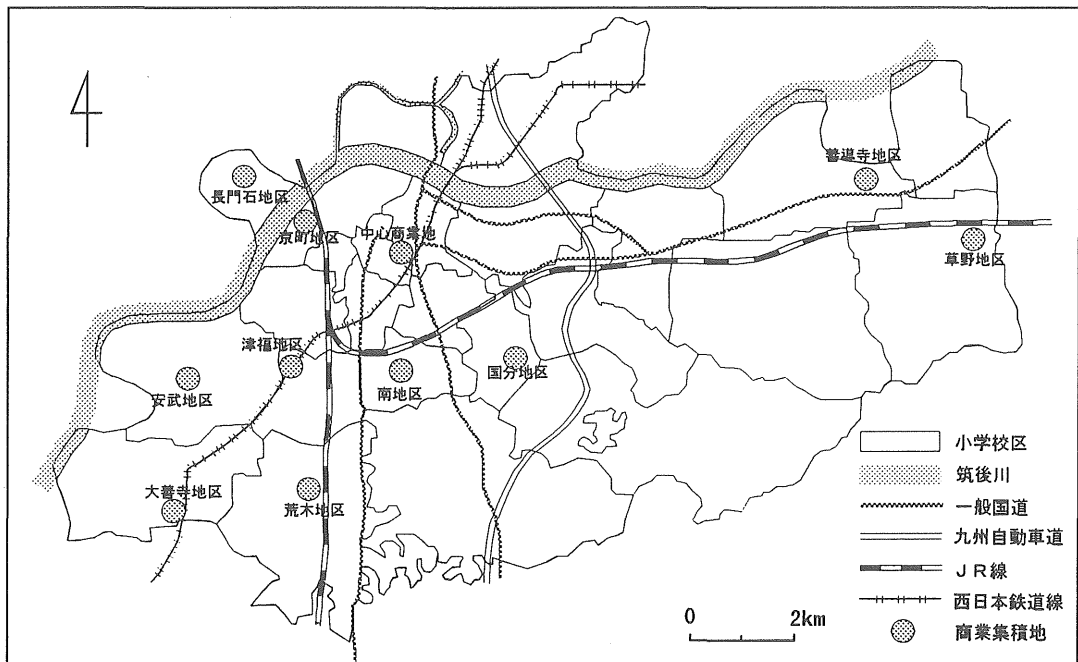 善道寺地区
長門石地区
京町地区
中心商業地
草野地区
津福地区
国分地区
南地区
安武地区
大善寺地区
荒木地区
小学校区
筑後川
一般国道
九州自動車道
JR線
西日本鉄道線
商業集積地
0 2km